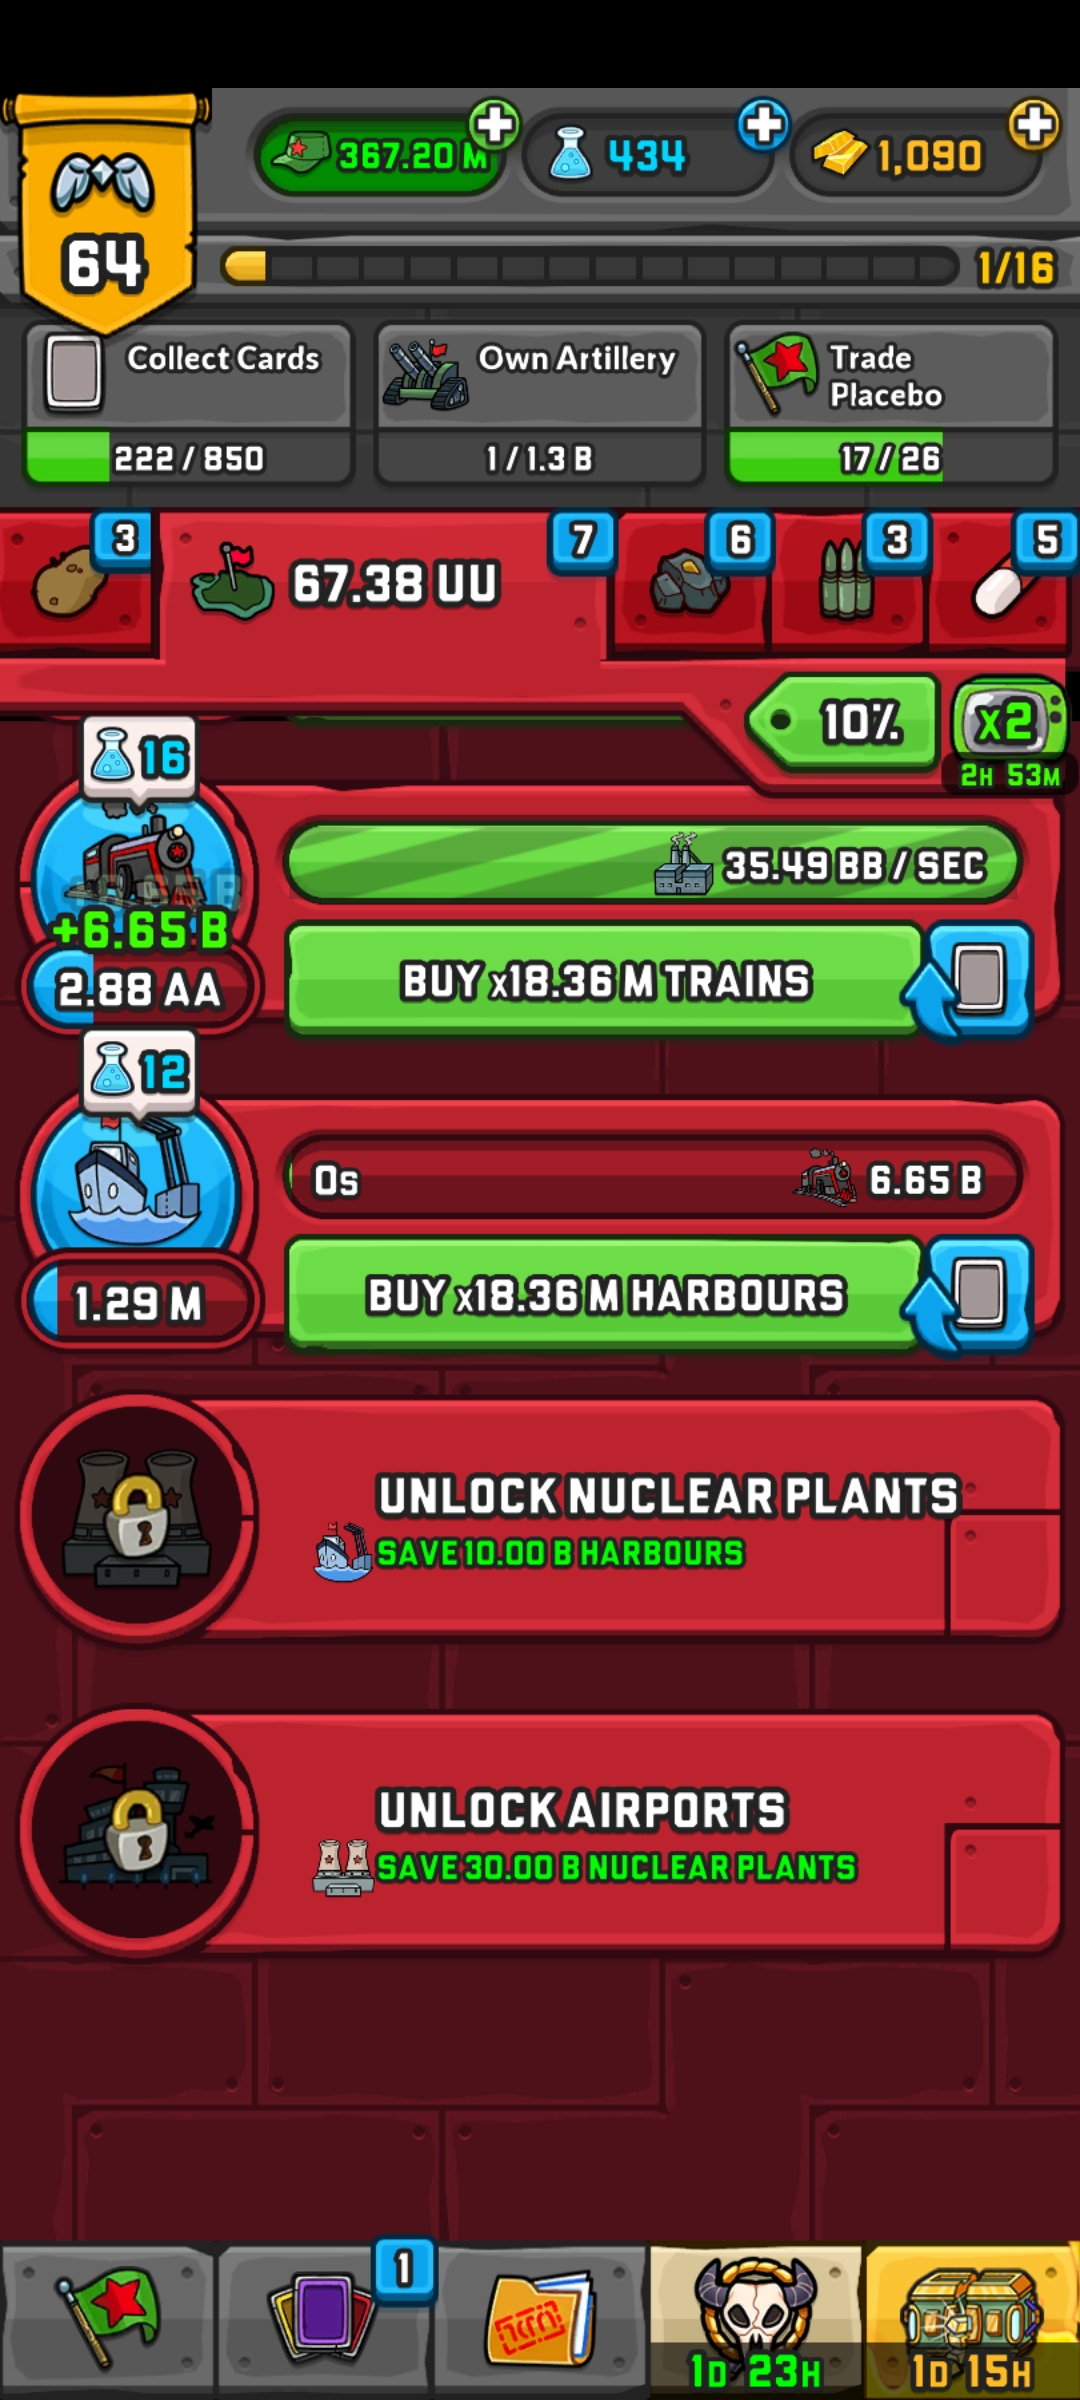 367.20 M
434
1,090
64
1/16
Collect Cards
222 / 850
Own Artillery
1 / 1.3 B
Trade
Placebo
17 / 26
3
67.38 UU
7
6
3
5
10%
x2
2H 53M
16
35.49 BB / SEC
+6.65 B
2.88 AA
BUY x18.36 M TRAINS
12
0s
6.65 B
1.29 M
BUY x18.36 M HARBOURS
UNLOCK NUCLEAR PLANTS
SAVE 10.00 B HARBOURS
UNLOCK AIRPORTS
SAVE 30.00 B NUCLEAR PLANTS
1
1D 23H
1D 15H